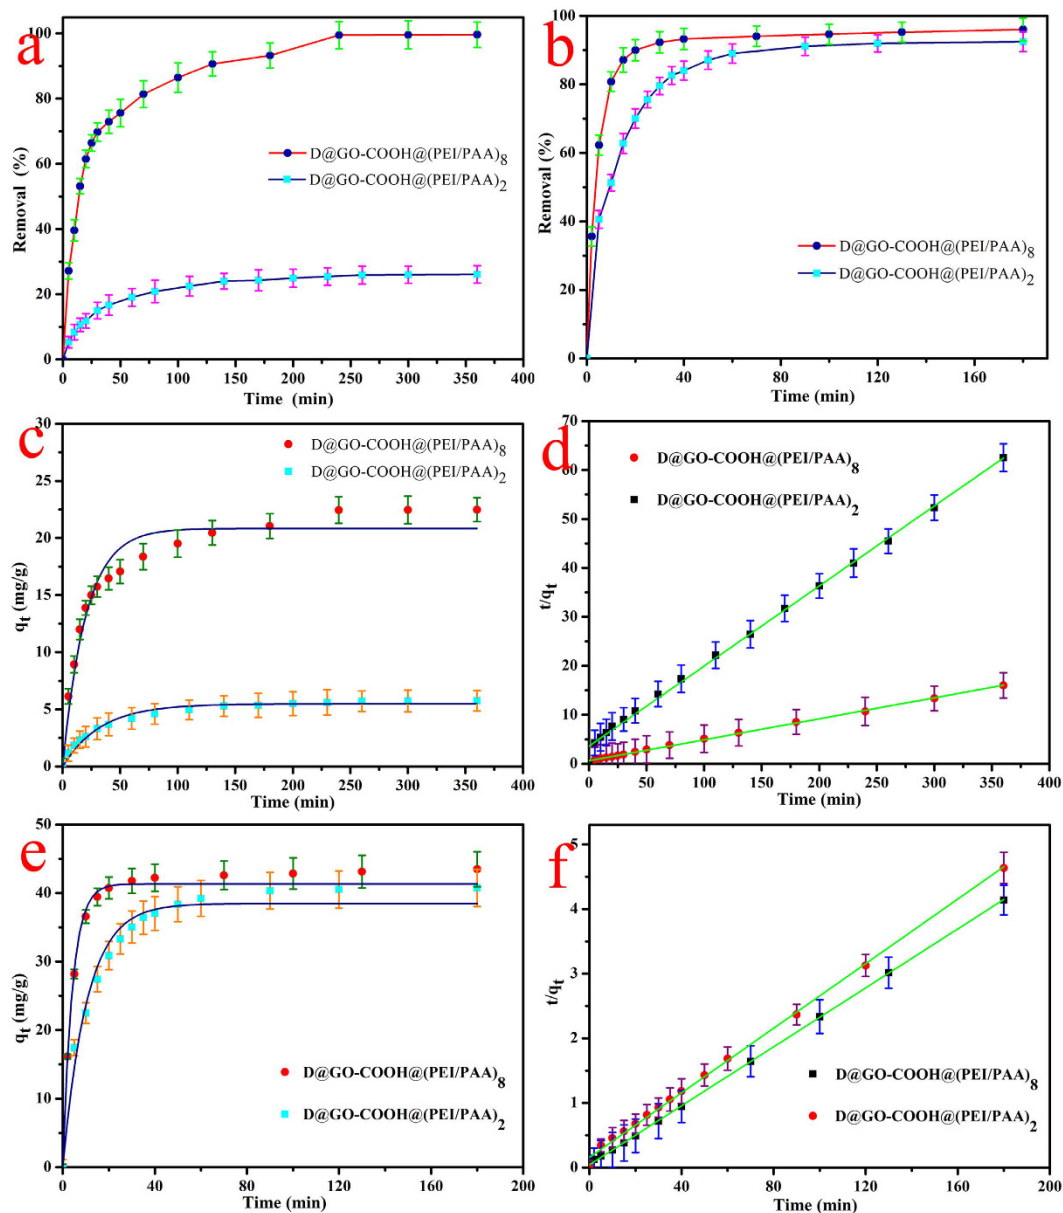 a
100
80
60
40
20
0
Removal (%)
D@GO-COOH@(PEI/PAA)8
D@GO-COOH@(PEI/PAA)2
0 50 100 150 200 250 300 350 400
Time (min)
b
100
80
60
40
20
0
Removal (%)
D@GO-COOH@(PEI/PAA)8
D@GO-COOH@(PEI/PAA)2
0 40 80 120 160
Time (min)
c
30
25
20
15
10
5
0
qt (mg/g)
D@GO-COOH@(PEI/PAA)8
D@GO-COOH@(PEI/PAA)2
0 50 100 150 200 250 300 350 400
Time (min)
d
70
60
50
40
30
20
10
0
t/qt
D@GO-COOH@(PEI/PAA)8
D@GO-COOH@(PEI/PAA)2
0 50 100 150 200 250 300 350 400
Time (min)
e
50
40
30
20
10
0
qt (mg/g)
D@GO-COOH@(PEI/PAA)8
D@GO-COOH@(PEI/PAA)2
0 40 80 120 160 200
Time (min)
f
5
4
3
2
1
0
t/qt
D@GO-COOH@(PEI/PAA)8
D@GO-COOH@(PEI/PAA)2
0 40 80 120 160 200
Time (min)